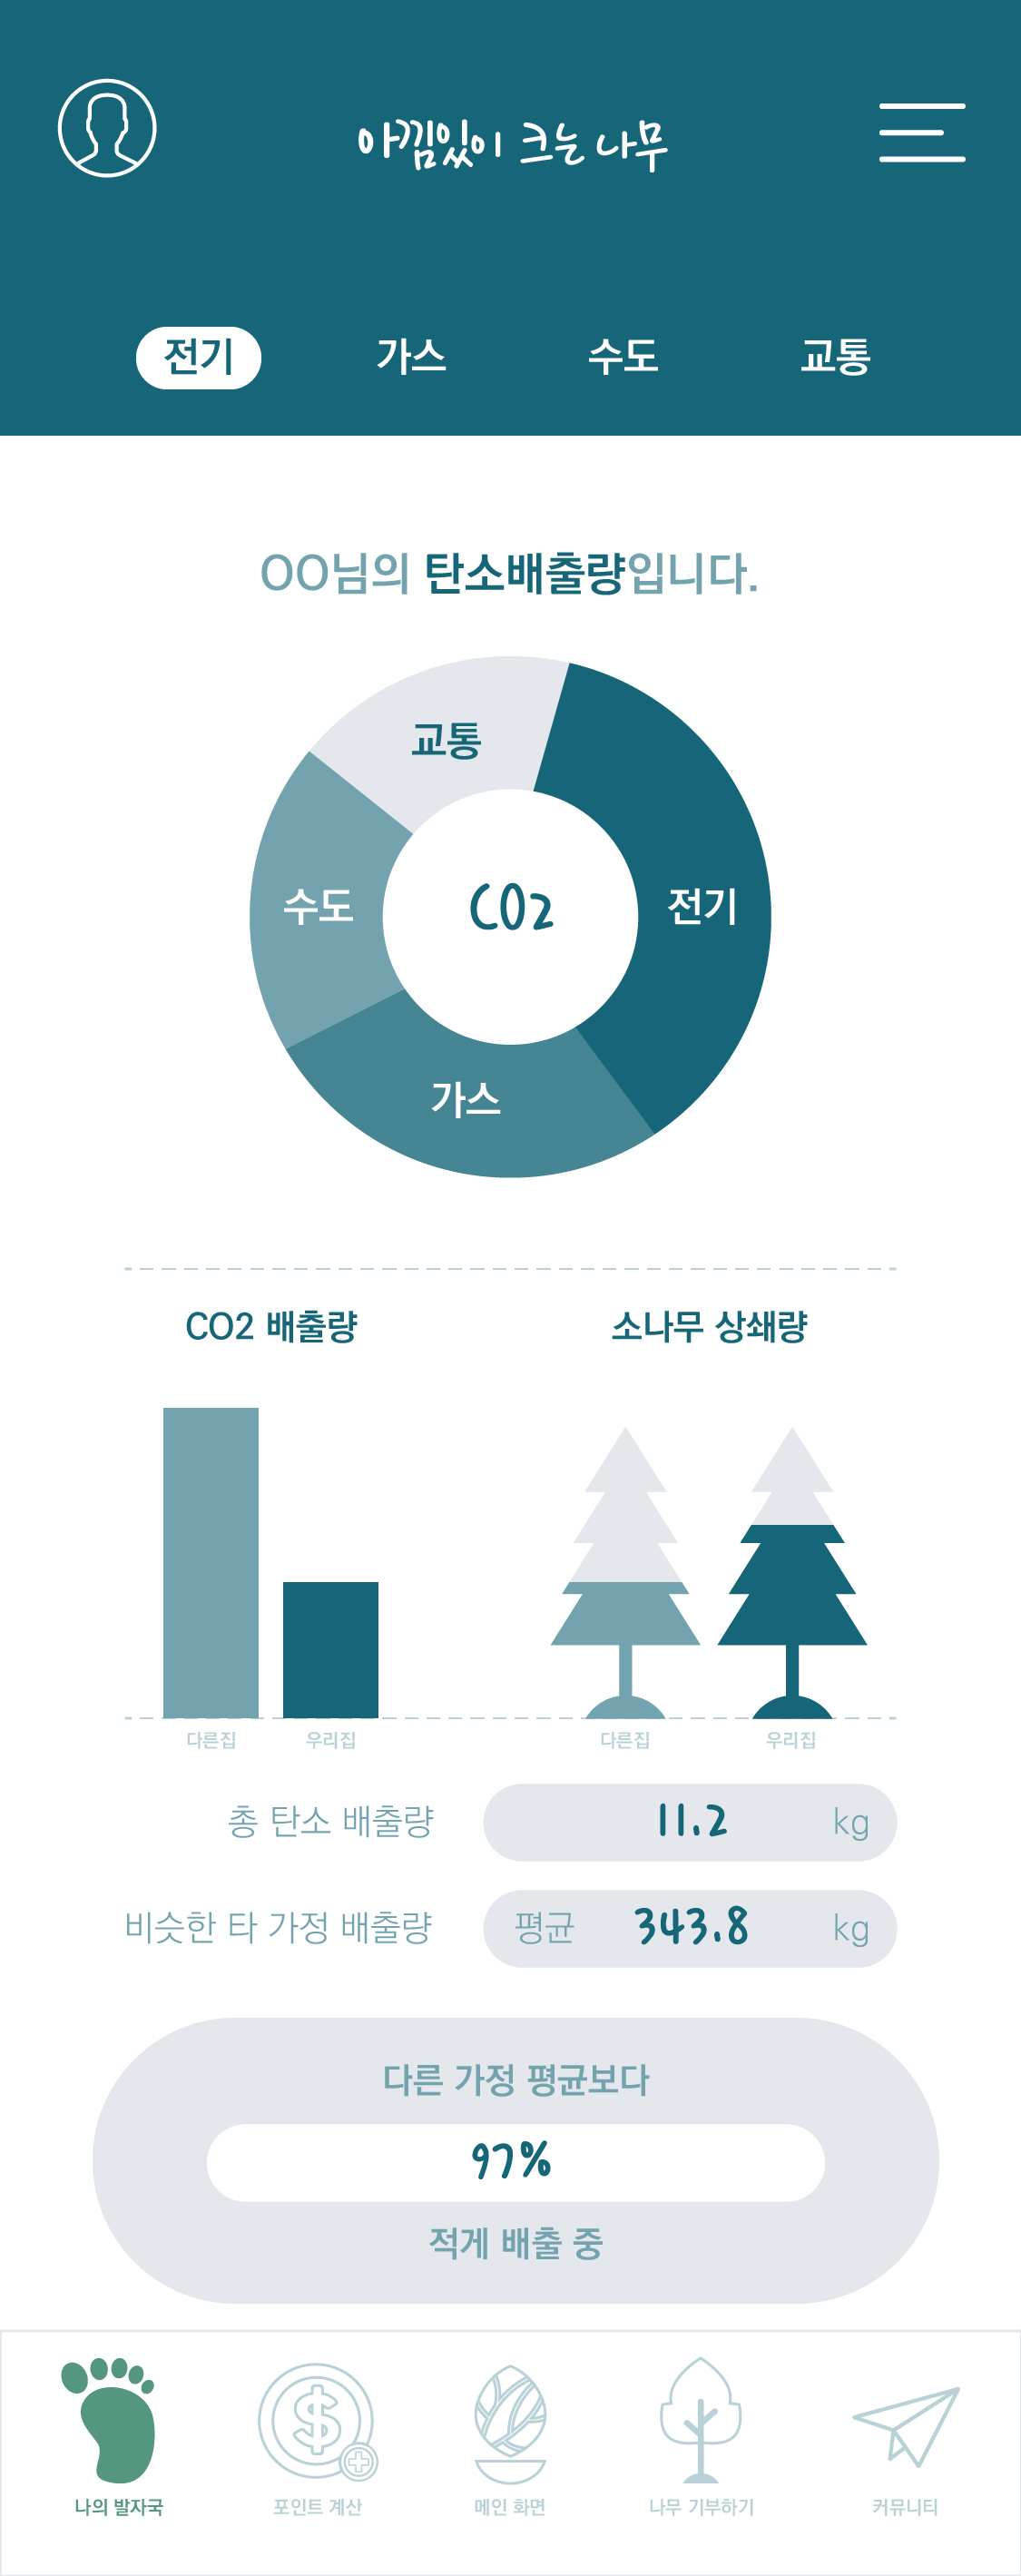 아낌있이 크는 나무
전기 가스 수도 교통
OO님의 탄소배출량입니다.
교통
수도
CO2
전기
가스
CO2 배출량 소나무 상쇄량
다른집 우리집 다른집 우리집
총 탄소 배출량 11.2 kg
비슷한 타 가정 배출량 평균 343.8 kg
다른 가정 평균보다
97%
적게 배출 중
나의 발자국 포인트 계산 메인 화면 나무 기부하기 커뮤니티